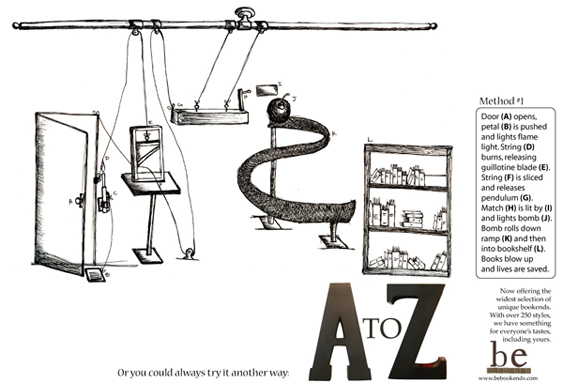 Method #1
Door (A) opens,
petal (B) is pushed
and lights flame
light. String (D)
burns, releasing
guillotine blade (E).
String (F) is sliced
and releases
pendulum (G).
Match (H) is lit by (I)
and lights bomb (J).
Bomb rolls down
ramp (K) and then
into bookshelf (L).
Books blow up
and lives are saved.
A
B
C
D
E
G
J
K
L
Now offering the
widest selection of
unique bookends.
With over 250 styles,
we have something
for everyone's tastes,
including yours.
be
www.bebookends.com
A TO Z
Or you could always try it another way: